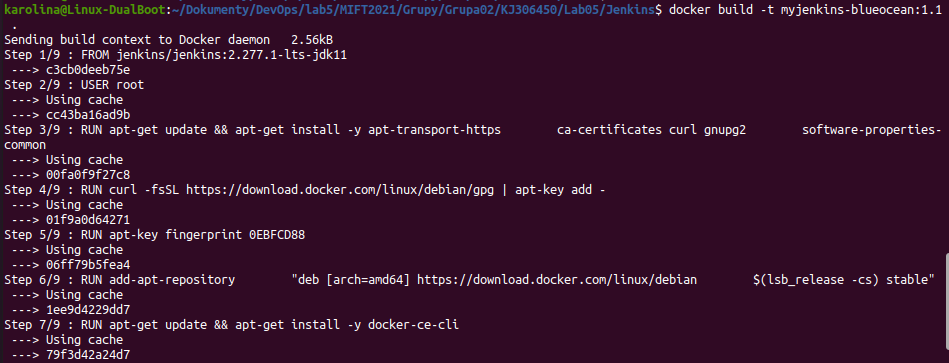 karolina@Linux-DualBoot:~/Dokumenty/DevOps/lab5/MIFT2021/Grupy/Grupa02/KJ306450/Lab05/Jenkins$ docker build -t myjenkins-blueocean:1.1
 .
Sending build context to Docker daemon   2.56kB
Step 1/9 : FROM jenkins/jenkins:2.277.1-lts-jdk11
 ---> c3cb0deeb75e
Step 2/9 : USER root
 ---> Using cache
 ---> cc43ba16ad9b
Step 3/9 : RUN apt-get update && apt-get install -y apt-transport-https        ca-certificates curl gnupg2        software-properties-
common
 ---> Using cache
 ---> 00fa0f9f27c8
Step 4/9 : RUN curl -fsSL https://download.docker.com/linux/debian/gpg | apt-key add -
 ---> Using cache
 ---> 01f9a0d64271
Step 5/9 : RUN apt-key fingerprint 0EBFCD88
 ---> Using cache
 ---> 06ff79b5fea4
Step 6/9 : RUN add-apt-repository        "deb [arch=amd64] https://download.docker.com/linux/debian        $(lsb_release -cs) stable"
 ---> Using cache
 ---> 1ee9d4229dd7
Step 7/9 : RUN apt-get update && apt-get install -y docker-ce-cli
 ---> Using cache
 ---> 79f3d42a24d7